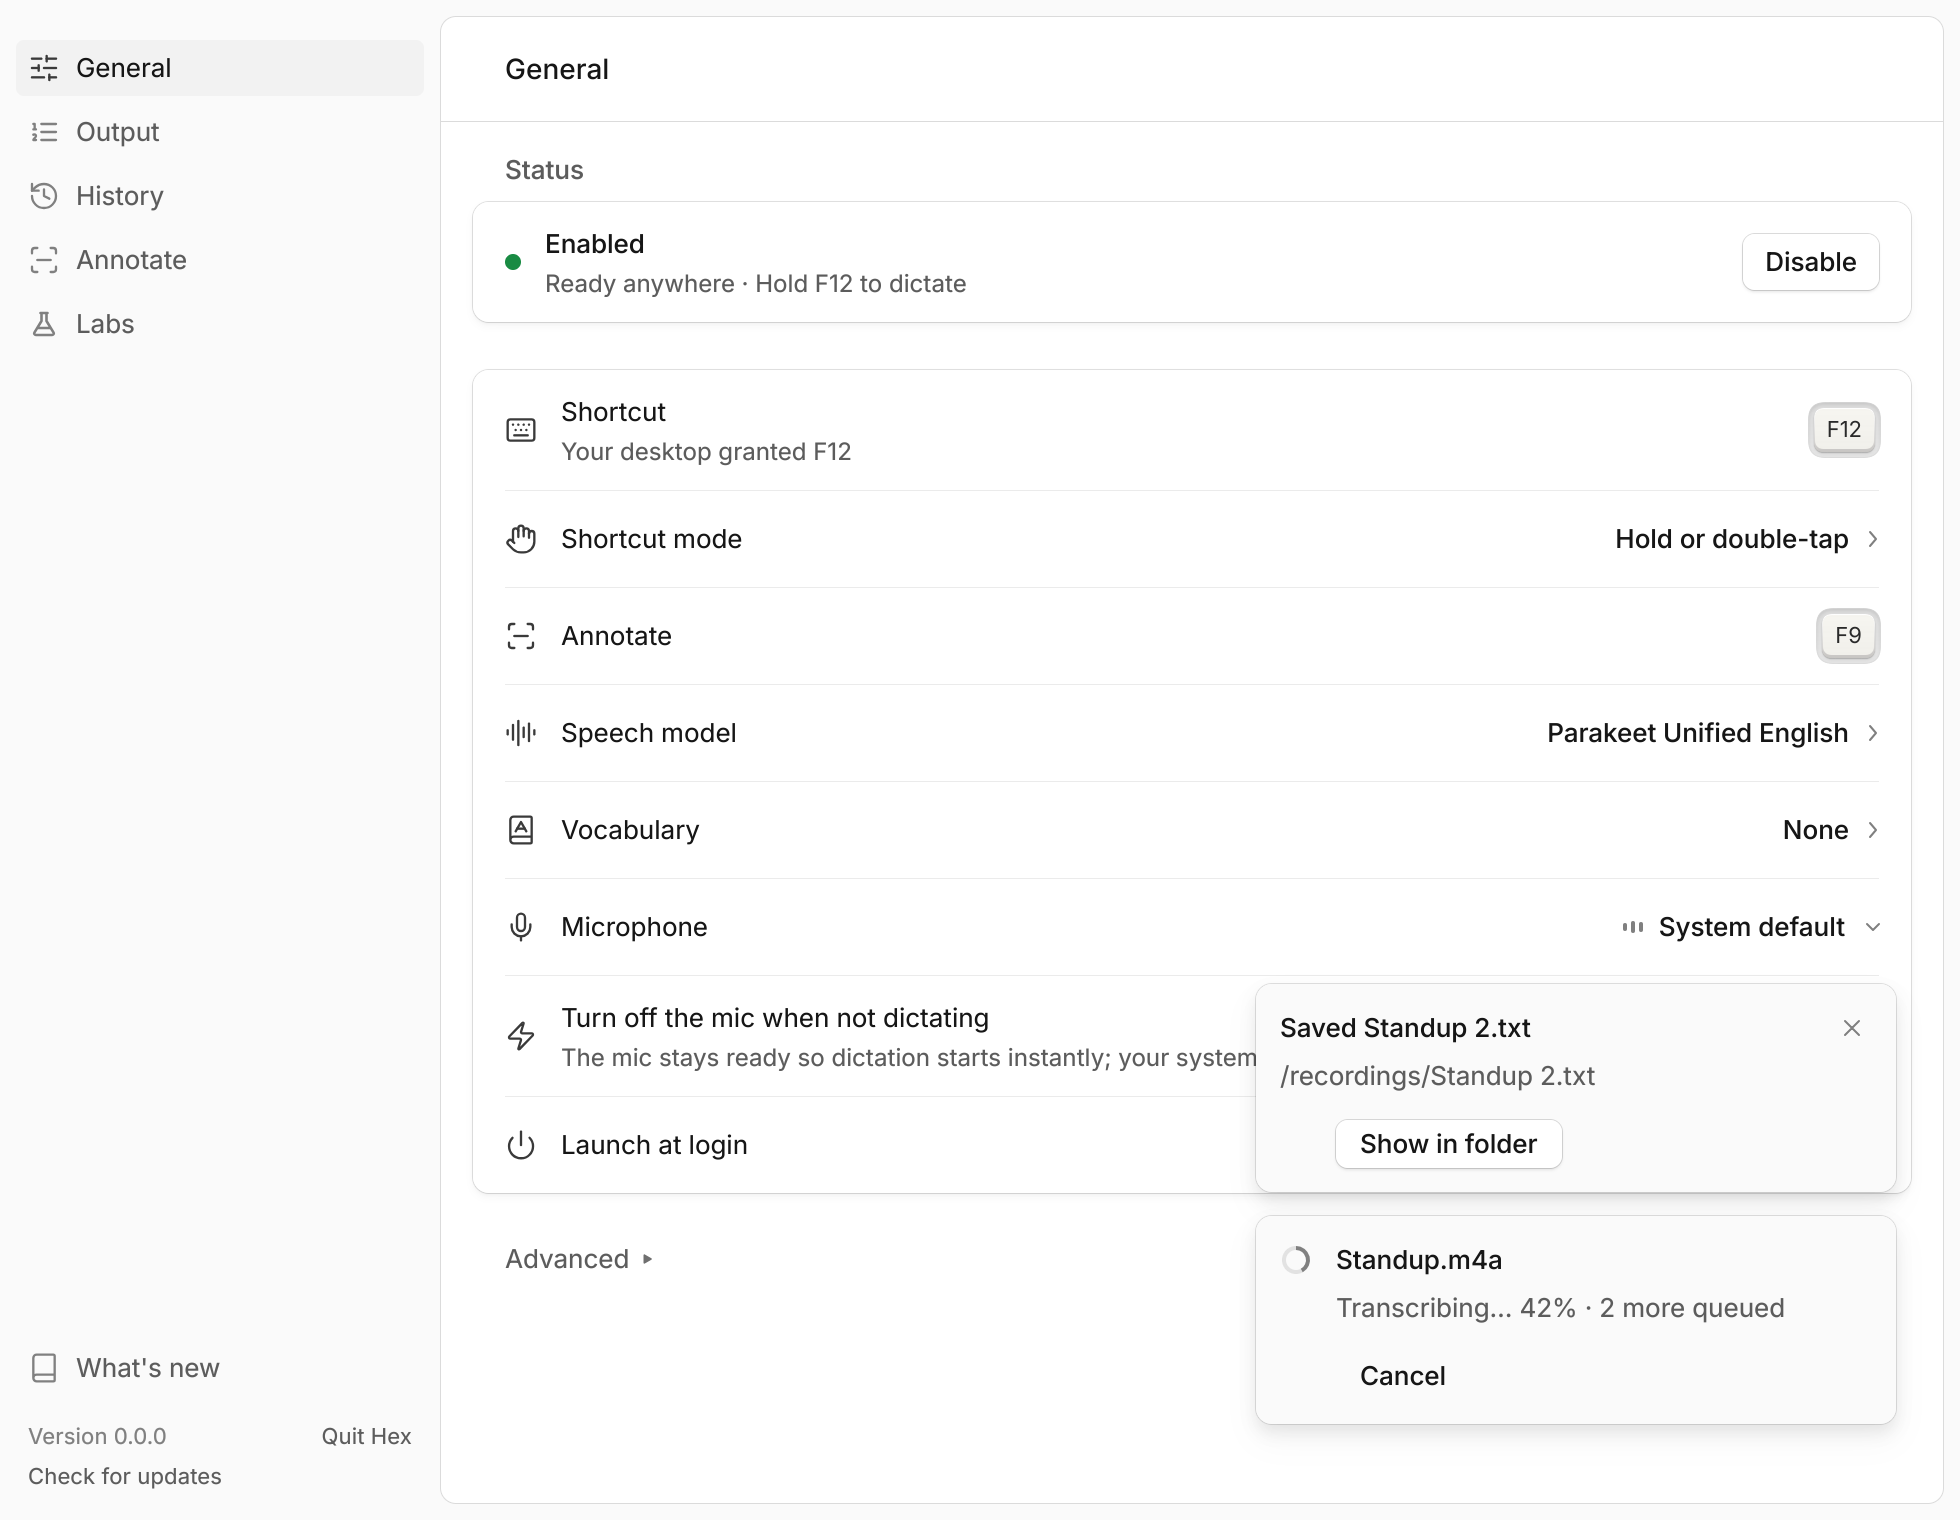 General
Output
History
Annotate
Labs
What's new
Version 0.0.0
Quit Hex
Check for updates
General
Status
Enabled
Ready anywhere · Hold F12 to dictate
Disable
Shortcut
Your desktop granted F12
F12
Shortcut mode
Hold or double-tap
Annotate
F9
Speech model
Parakeet Unified English
Vocabulary
None
Microphone
System default
Turn off the mic when not dictating
The mic stays ready so dictation starts instantly; your system
Launch at login
Advanced
Saved Standup 2.txt
/recordings/Standup 2.txt
Show in folder
Standup.m4a
Transcribing... 42% · 2 more queued
Cancel